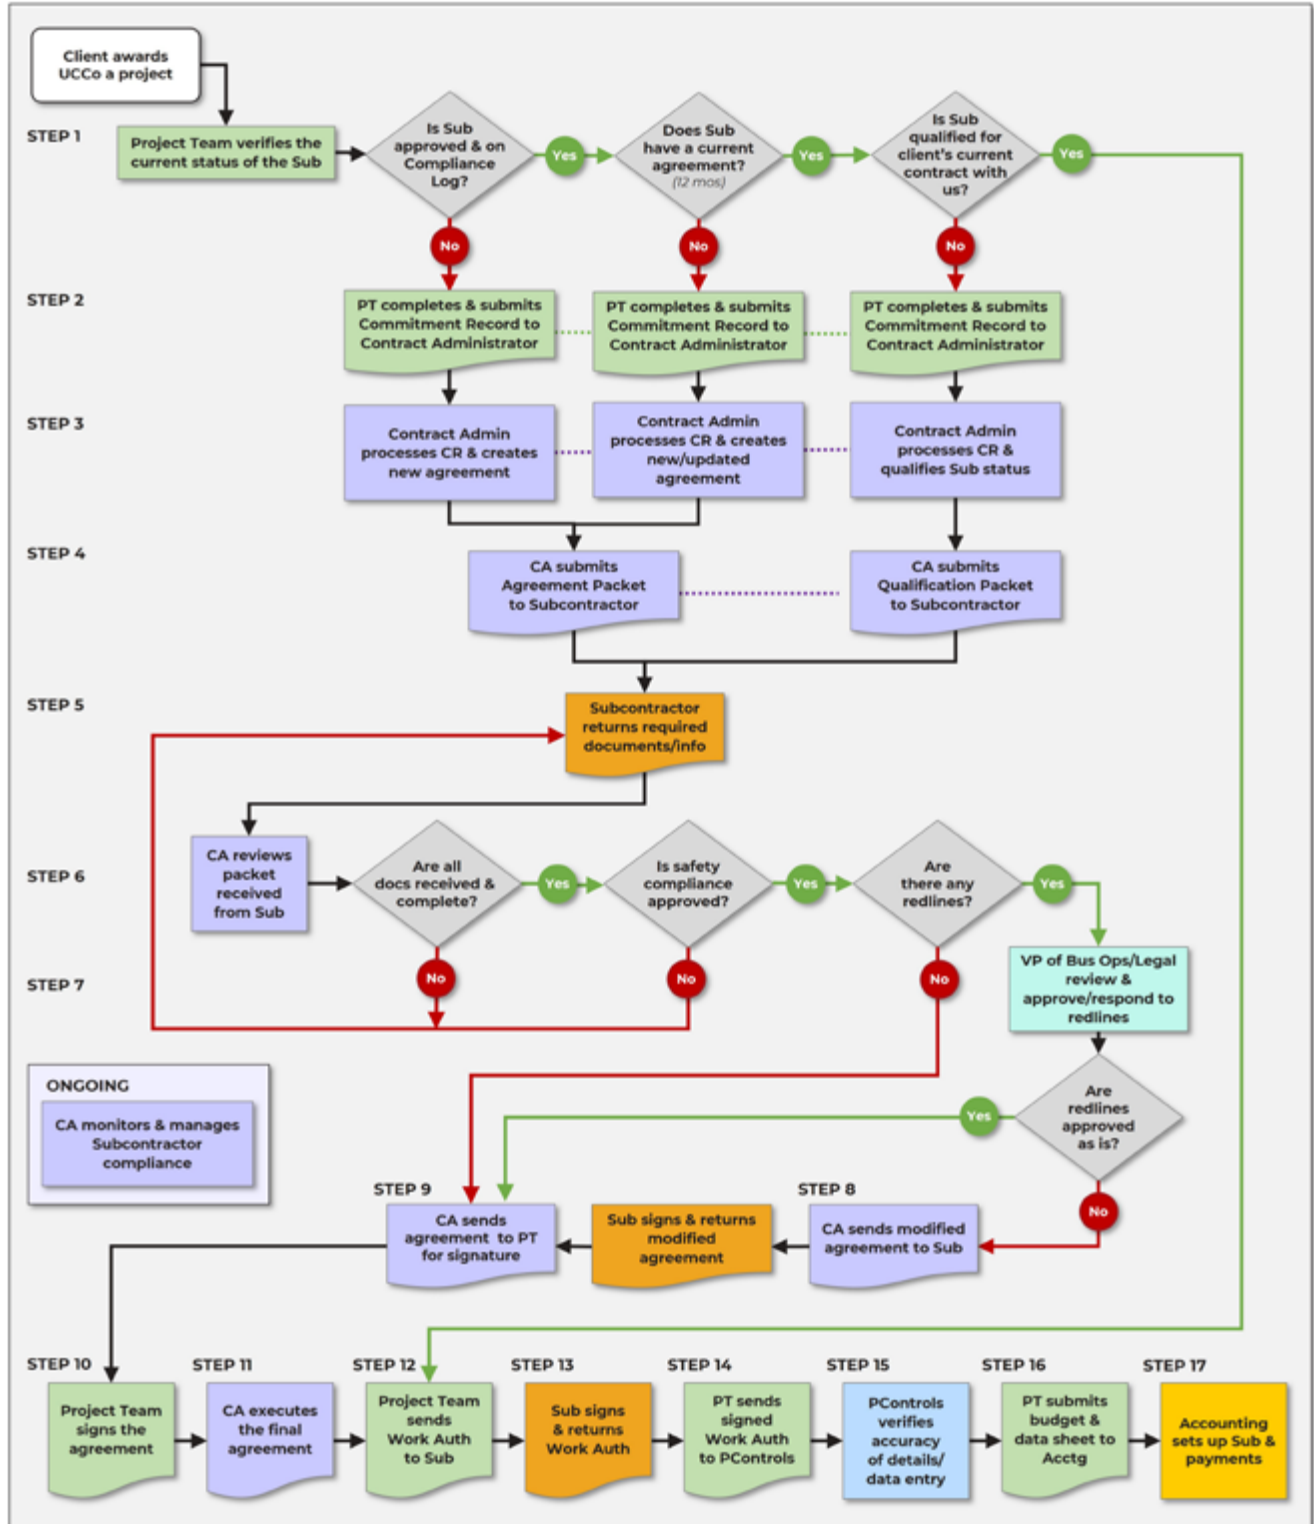 Client awards
UCCo a project
STEP 1
Project Team verifies the
current status of the Sub
Is Sub
approved & on
Compliance
Log?
Yes
Does Sub
have a current
agreement?
(12 mos)
Yes
Is Sub
qualified for
client's current
contract with
us?
Yes
No
No
No
STEP 2
PT completes & submits
Commitment Record to
Contract Administrator
PT completes & submits
Commitment Record to
Contract Administrator
PT completes & submits
Commitment Record to
Contract Administrator
STEP 3
Contract Admin
processes CR & creates
new agreement
Contract Admin
processes CR & creates
new/updated
agreement
Contract Admin
processes CR &
qualifies Sub status
STEP 4
CA submits
Agreement Packet
to Subcontractor
CA submits
Qualification Packet
to Subcontractor
STEP 5
Subcontractor
returns required
documents/info
STEP 6
CA reviews
packet
received
from Sub
Are all
docs received &
complete?
Yes
Is safety
compliance
approved?
Yes
Are
there any
redlines?
Yes
STEP 7
No
No
No
VP of Bus Ops/Legal
review &
approve/respond to
redlines
ONGOING
CA monitors & manages
Subcontractor
compliance
Are
redlines
approved
as is?
Yes
No
STEP 9
CA sends
agreement to PT
for signature
Sub signs & returns
modified
agreement
STEP 8
CA sends modified
agreement to Sub
STEP 10
Project Team
signs the
agreement
STEP 11
CA executes
the final
agreement
STEP 12
Project Team
sends
Work Auth
to Sub
STEP 13
Sub signs
& returns
Work Auth
STEP 14
PT sends
signed
Work Auth
to PControls
STEP 15
PControls
verifies
accuracy
of details/
data entry
STEP 16
PT submits
budget &
data sheet to
Acctg
STEP 17
Accounting
sets up Sub &
payments